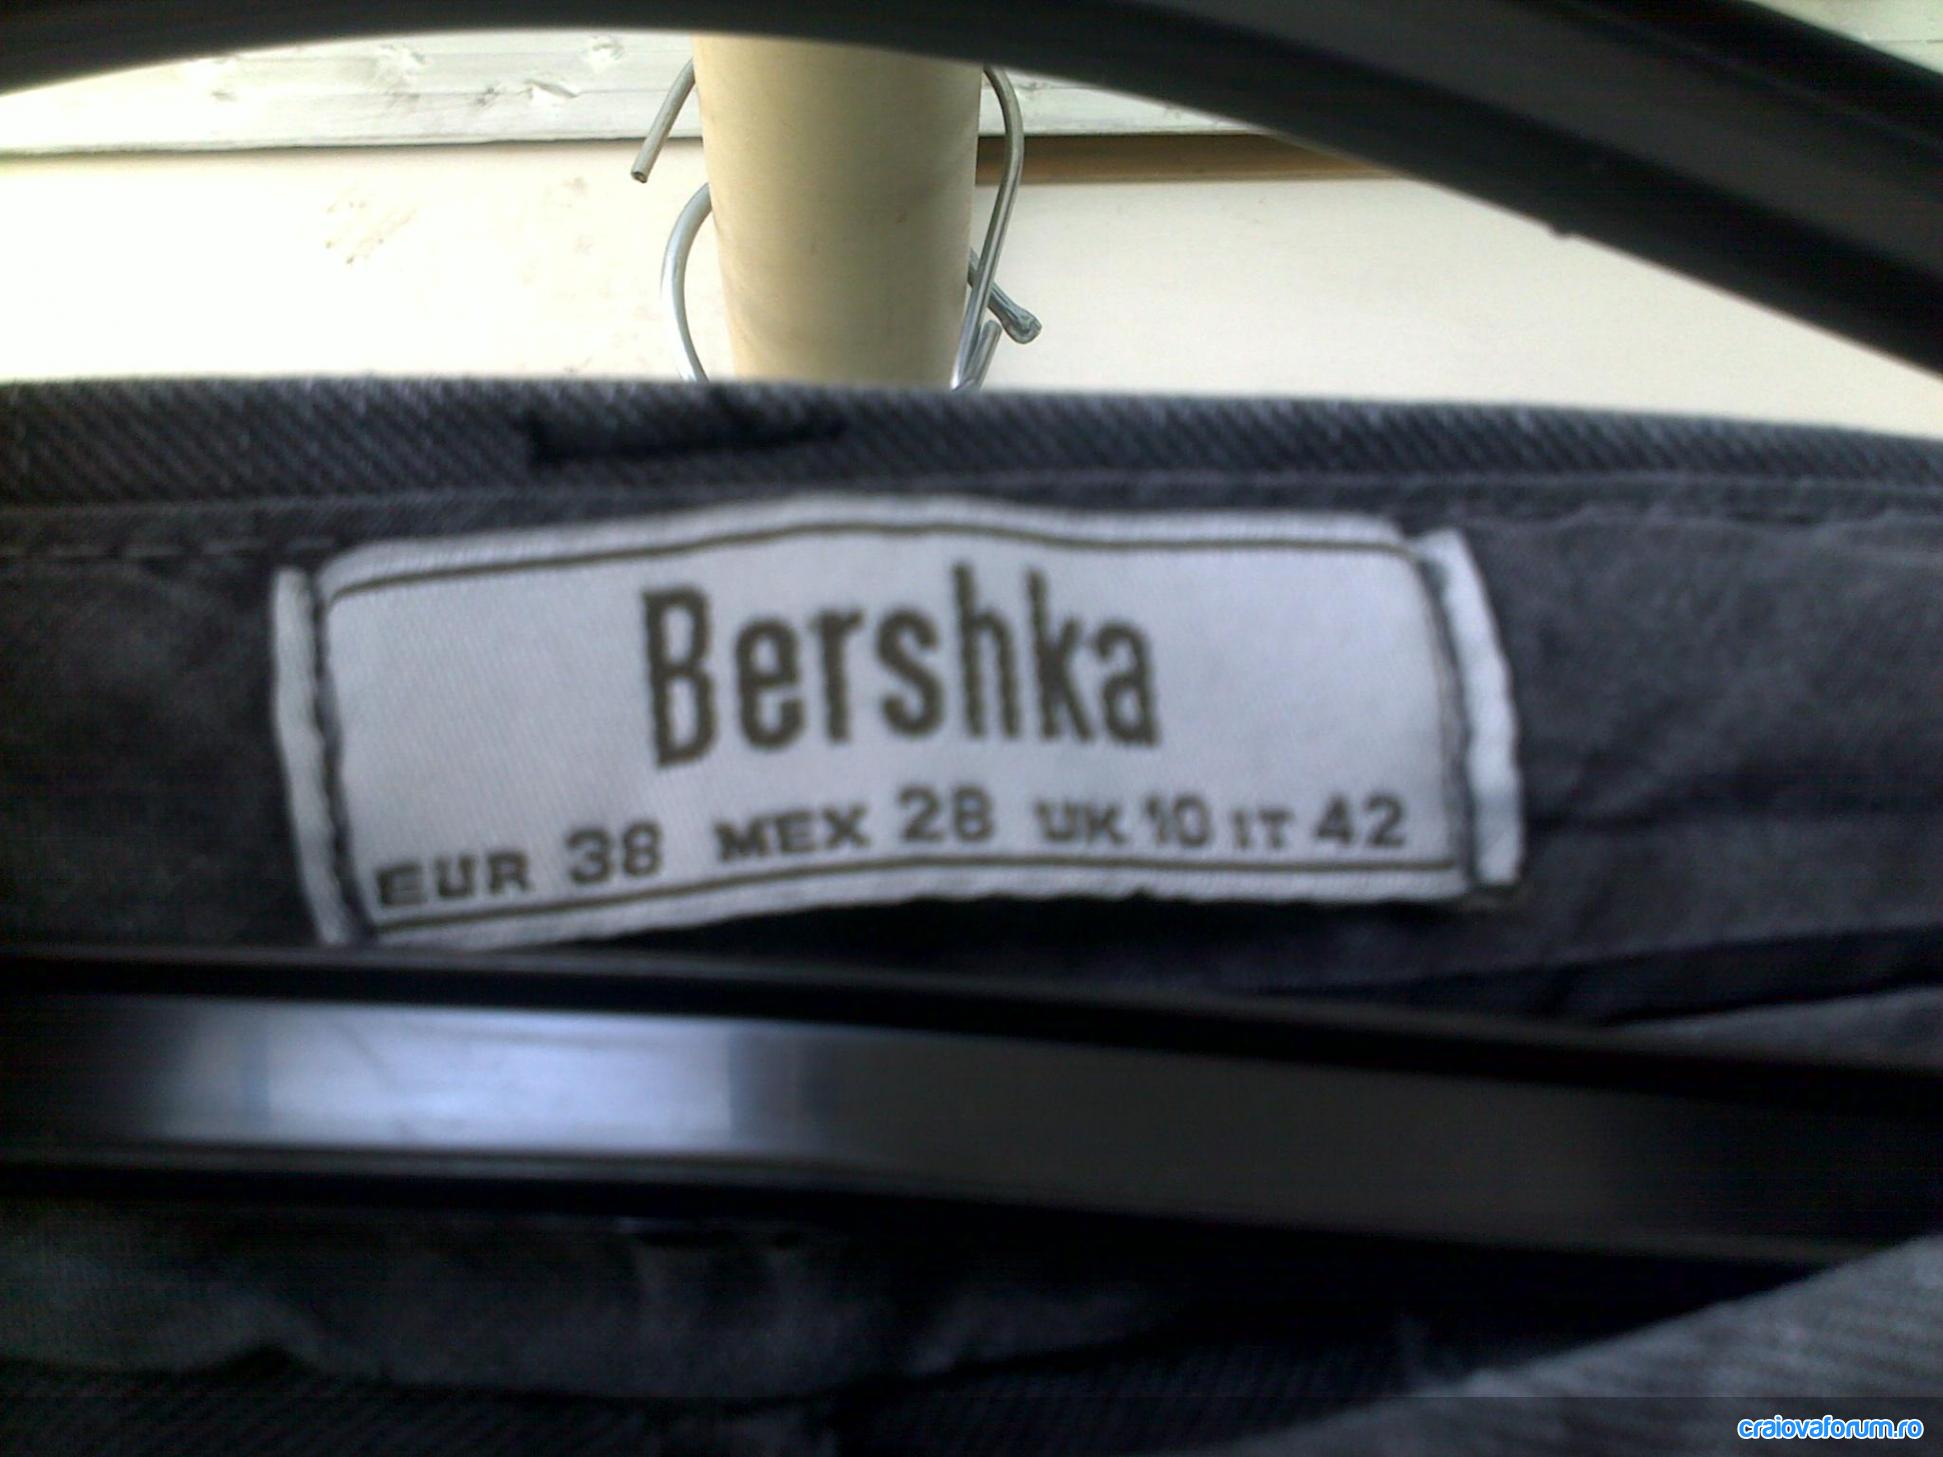 Bershka
EUR 38 MEX 28 UK 10 IT 42
craiovaforum.ro